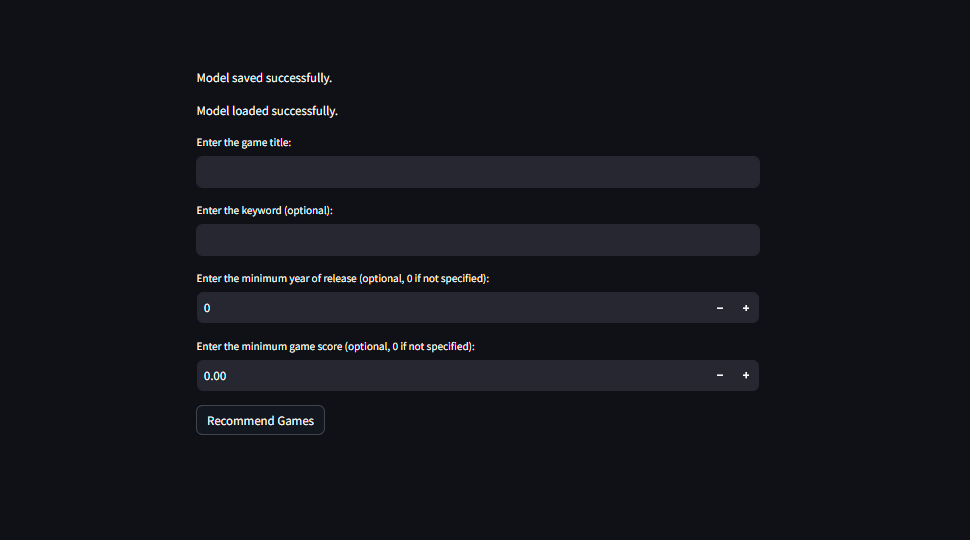 Model saved successfully.
Model loaded successfully.
Enter the game title:
Enter the keyword (optional):
Enter the minimum year of release (optional, 0 if not specified):
0
Enter the minimum game score (optional, 0 if not specified):
0.00
Recommend Games